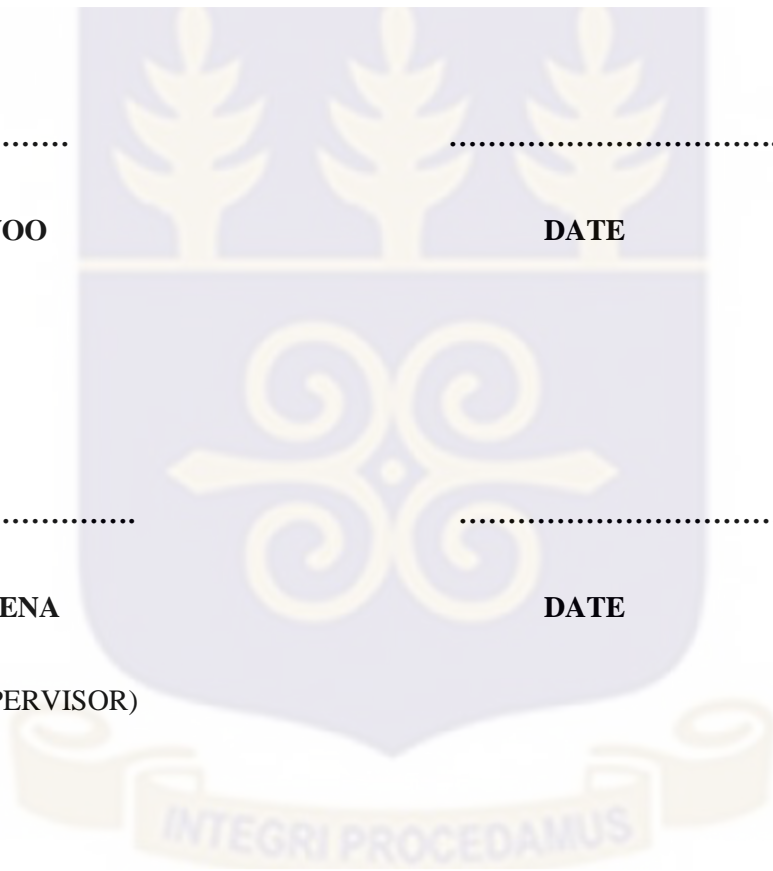 ……. ……………………………
OO DATE
………….. ……………………………
ENA DATE
PERVISOR)
INTEGRI PROCEDAMUS